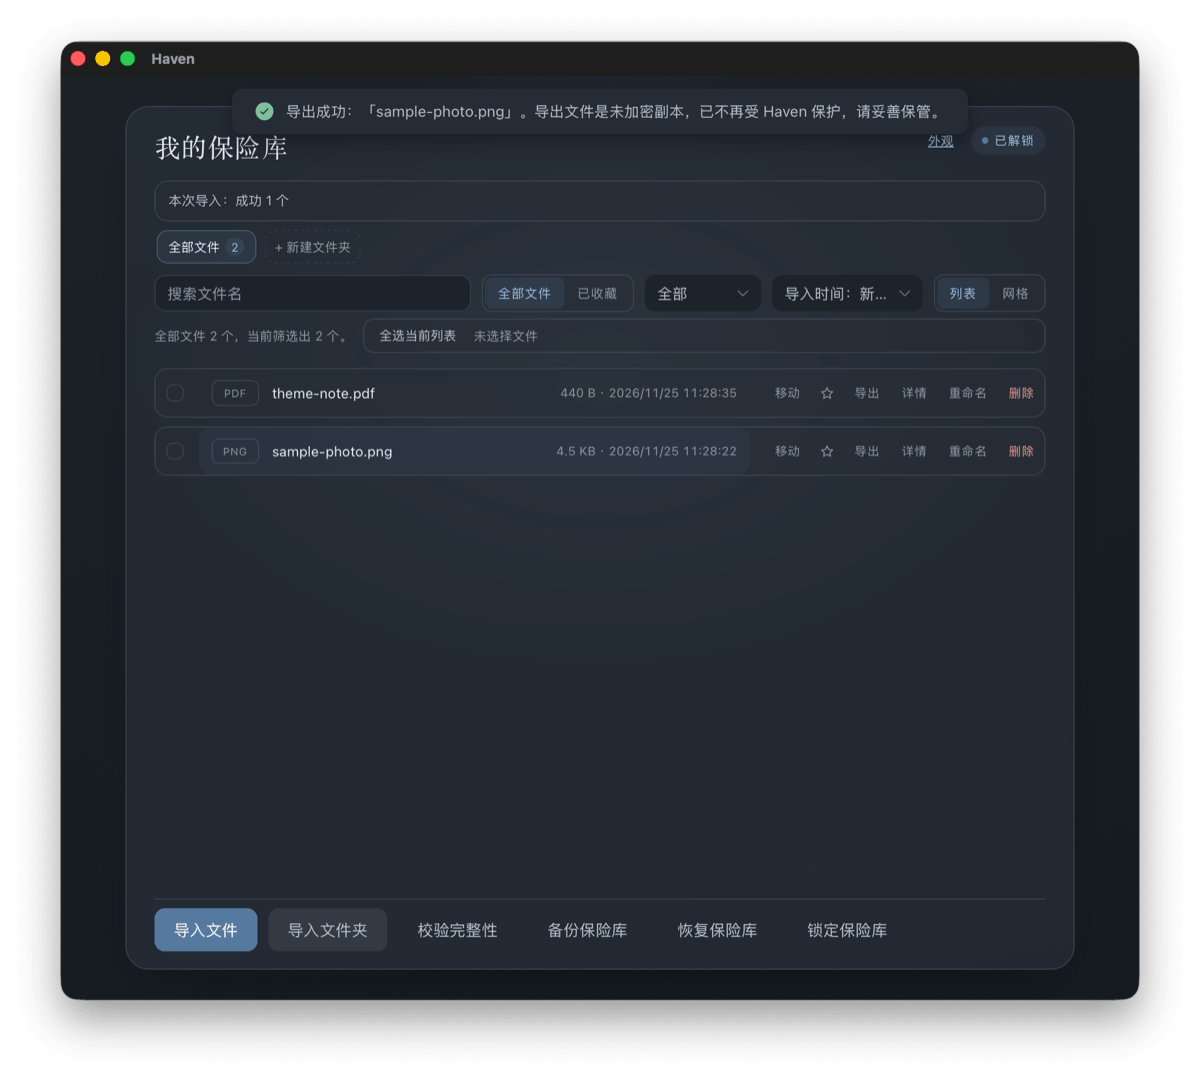 Haven
导出成功：「sample-photo.png」。导出文件是未加密副本，已不再受 Haven 保护，请妥善保管。
我的保险库
外观
已解锁
本次导入：成功 1 个
全部文件 2
+ 新建文件夹
搜索文件名
全部文件
已收藏
全部
导入时间：新...
列表
网格
全部文件 2 个，当前筛选出 2 个。
全选当前列表
未选择文件
PDF theme-note.pdf 440 B · 2026/11/25 11:28:35 移动 导出 详情 重命名 删除
PNG sample-photo.png 4.5 KB · 2026/11/25 11:28:22 移动 导出 详情 重命名 删除
导入文件
导入文件夹
校验完整性
备份保险库
恢复保险库
锁定保险库